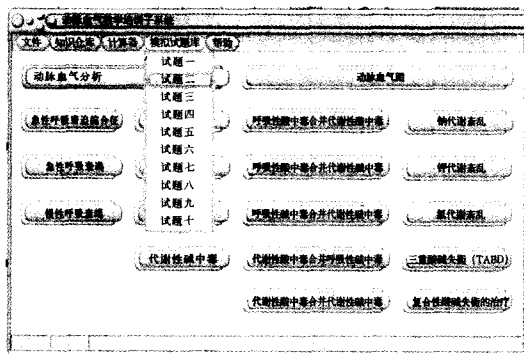 文件 知识仓库 计算器 模拟试题库 帮助
动脉血气分析
动脉血气图
试题一
试题二
试题三
试题四
试题五
试题六
试题七
试题八
试题九
试题十
急性呼吸窘迫综合征
呼吸性酸中毒合并代谢性酸中毒
钠代谢紊乱
急性呼吸衰竭
呼吸性酸中毒合并代谢性碱中毒
钾代谢紊乱
慢性呼吸衰竭
呼吸性碱中毒合并代谢性碱中毒
氯代谢紊乱
代谢性碱中毒
代谢性酸中毒合并呼吸性碱中毒
三重酸碱失衡（TABD）
代谢性酸中毒合并代谢性碱中毒
复合性酸碱失衡的治疗